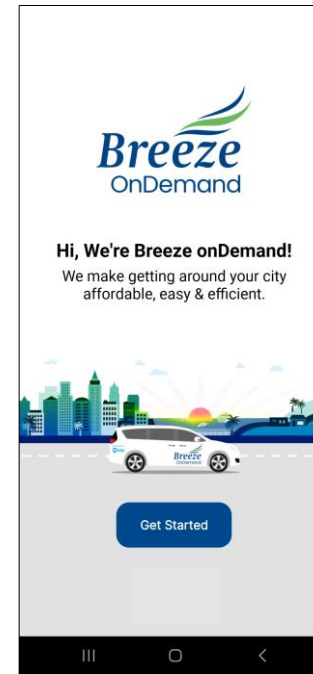 Breeze
OnDemand
Hi, We're Breeze onDemand!
We make getting around your city
affordable, easy & efficient.
Breeze
OnDemand
Get Started